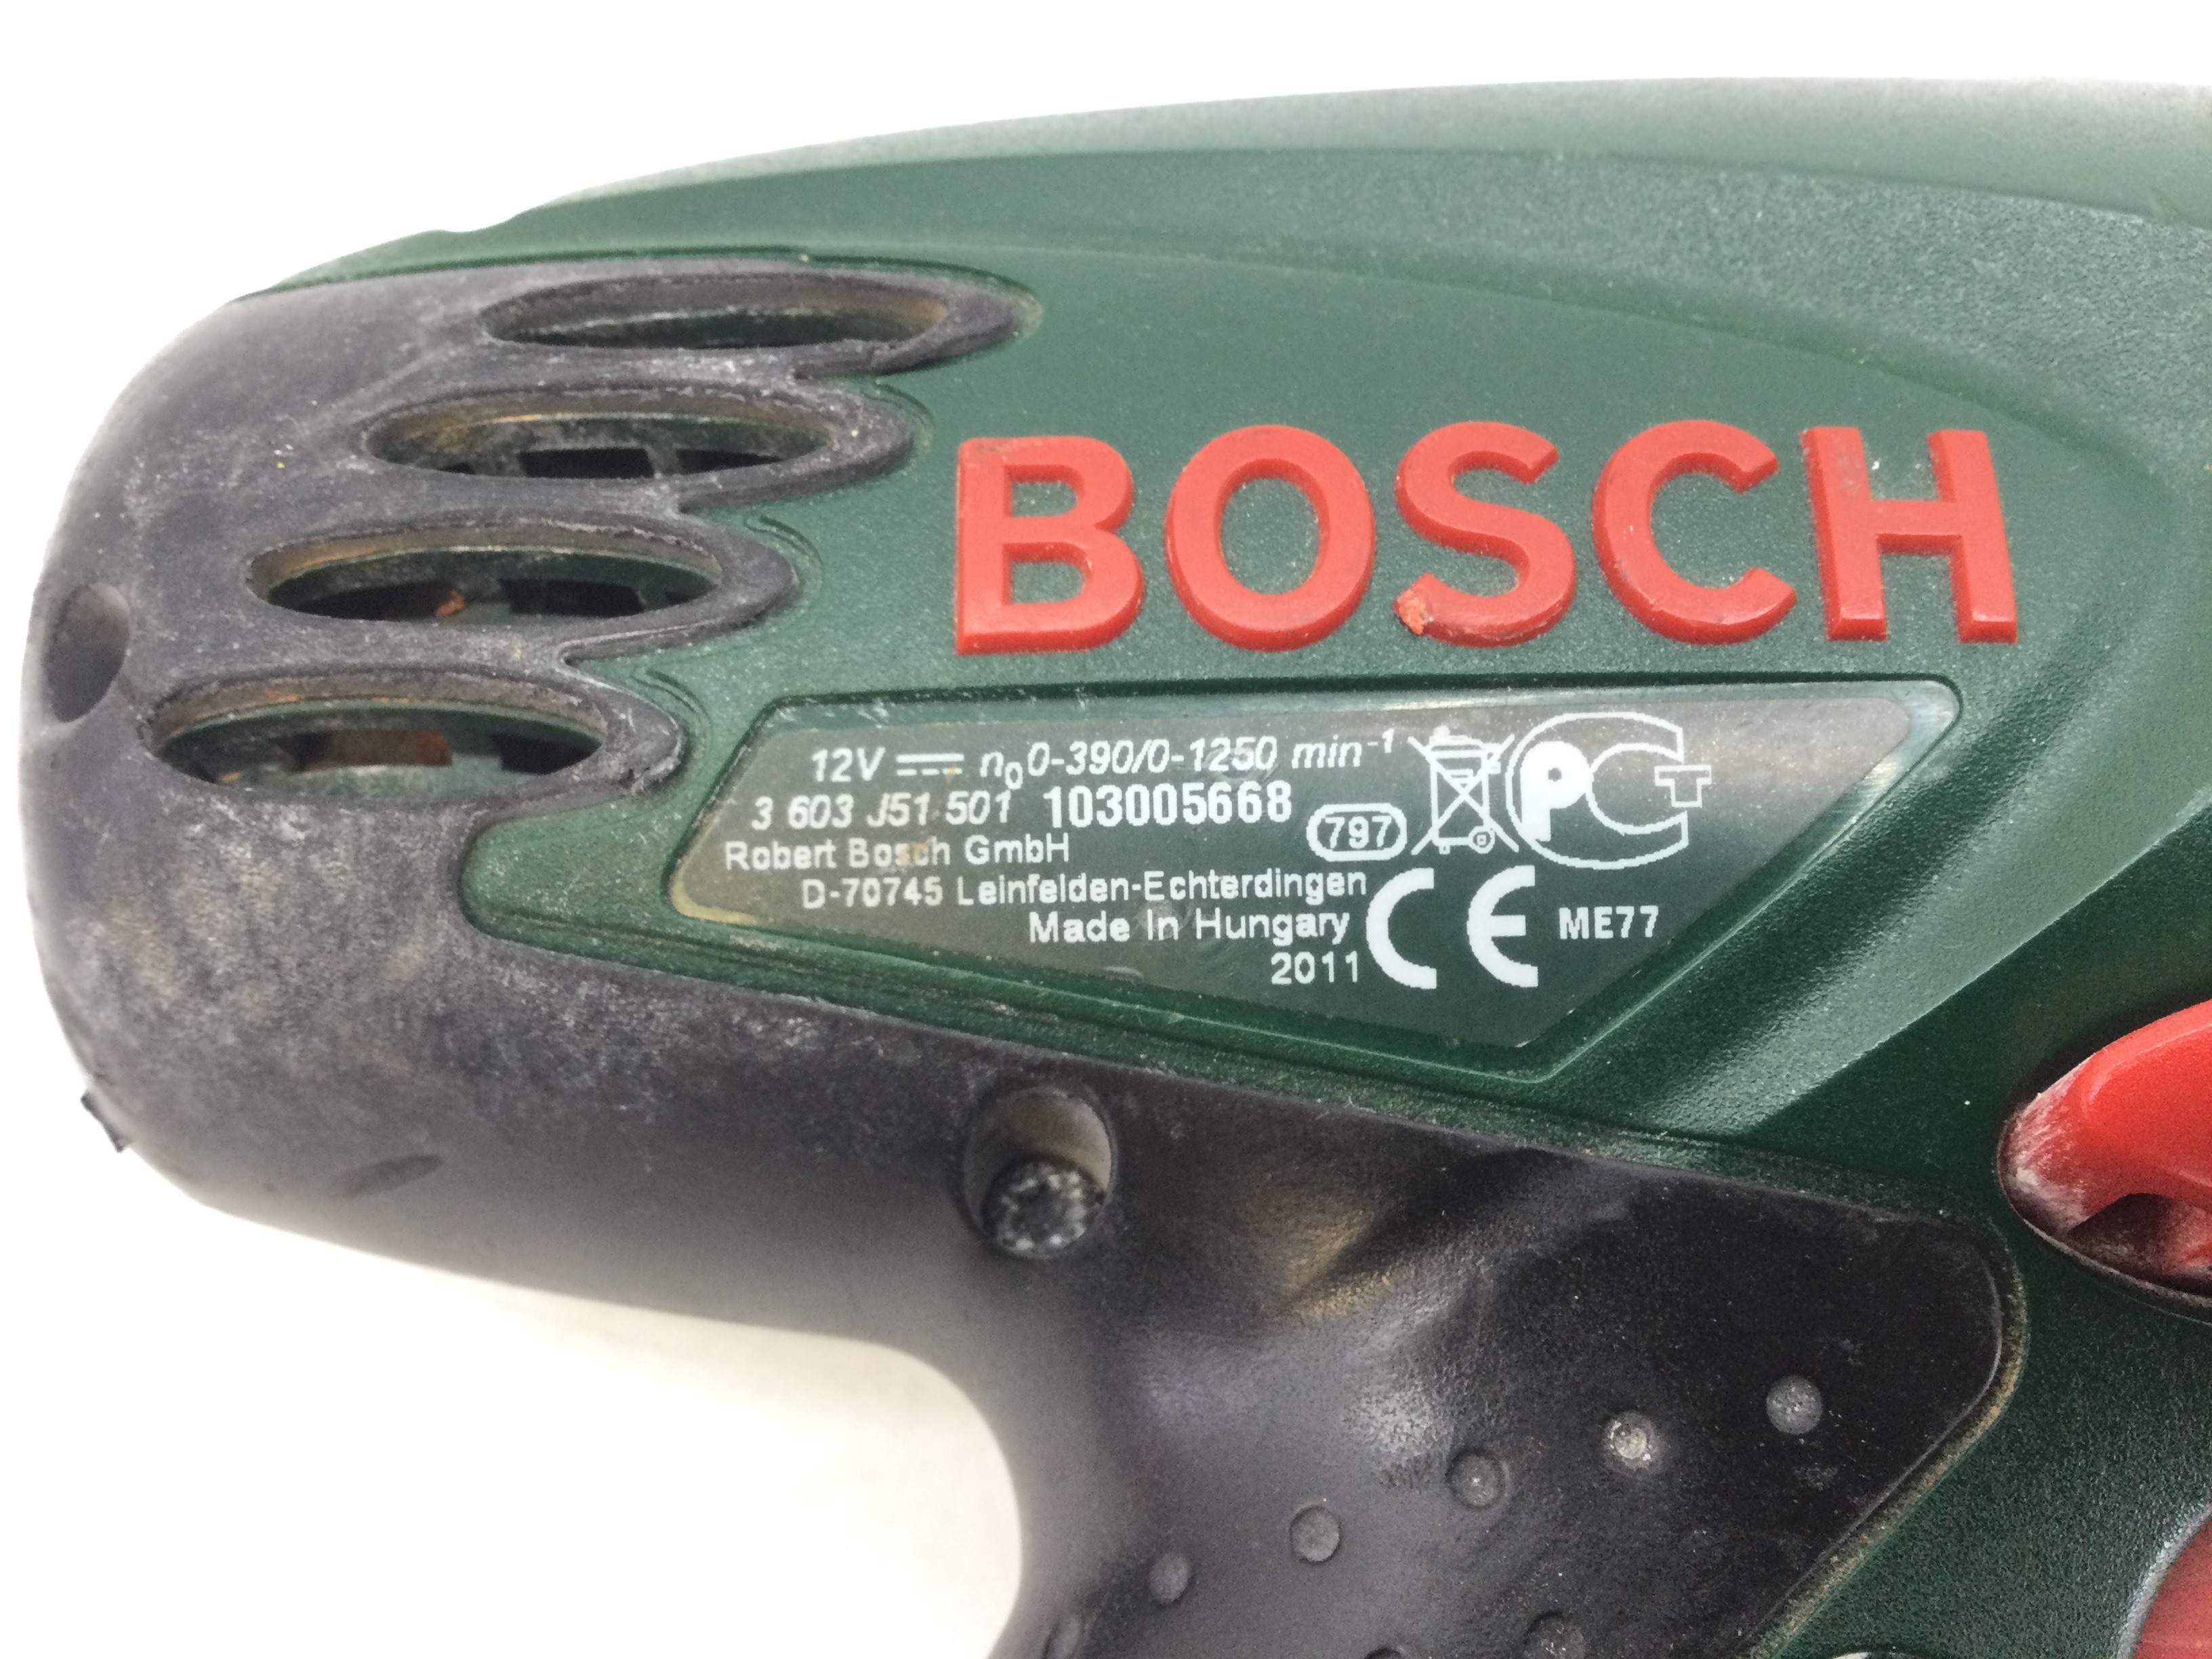 BOSCH
12V n₀ 0-390/0-1250 min⁻¹
3 603 J51 501 103005668
797
PCT
Robert Bosch GmbH
D-70745 Leinfelden-Echterdingen
Made In Hungary
2011
CE ME77